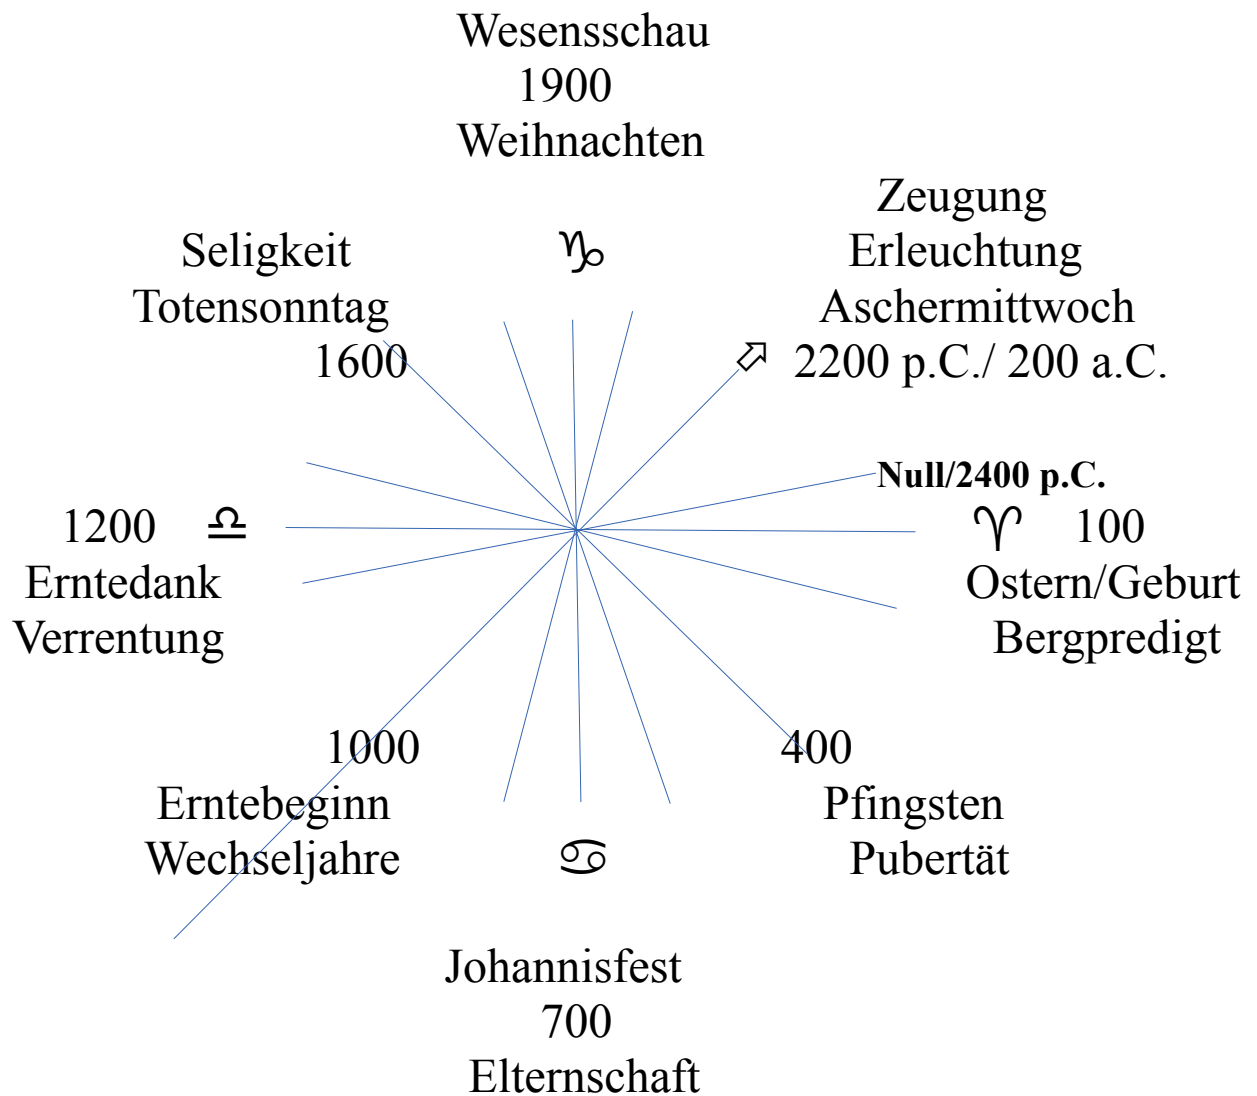 Wesensschau
1900
Weihnachten
Zeugung
Erleuchtung
Aschermittwoch
2200 p.C./ 200 a.C.
Seligkeit
Totensonntag
1600
♑
Null/2400 p.C.
♈ 100
Ostern/Geburt
Bergpredigt
1200 ♎
Erntedank
Verrentung
1000
Erntebeginn
Wechseljahre
400
Pfingsten
Pubertät
♋
Johannisfest
700
Elternschaft